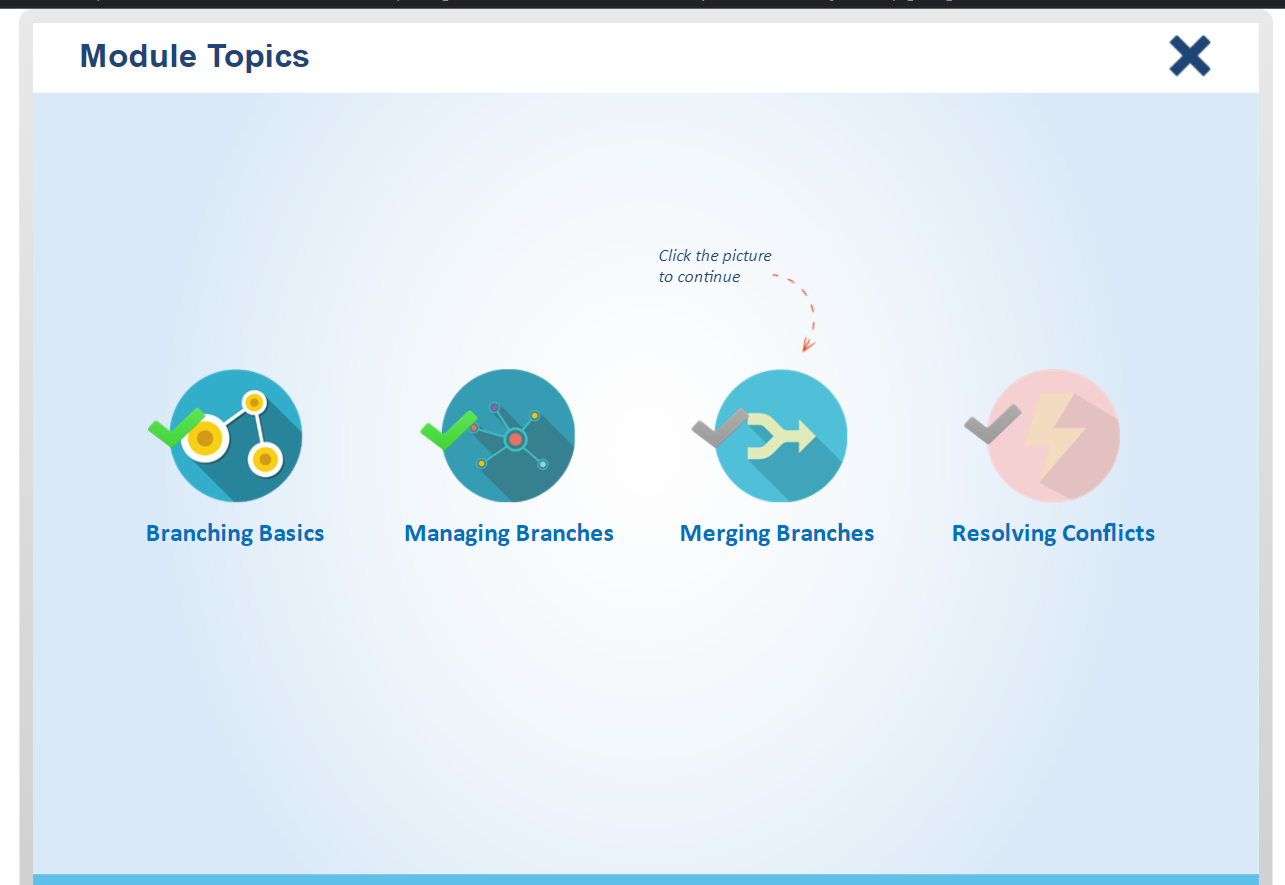 Module Topics
Click the picture
to continue
Branching Basics
Managing Branches
Merging Branches
Resolving Conflicts